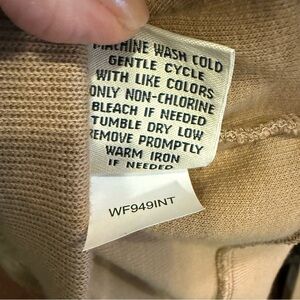 MACHINE WASH COLD
GENTLE CYCLE
WITH LIKE COLORS
ONLY NON-CHLORINE
BLEACH IF NEEDED
TUMBLE DRY LOW
REMOVE PROMPTLY
WARM IRON
IF NEEDED
WF949INT